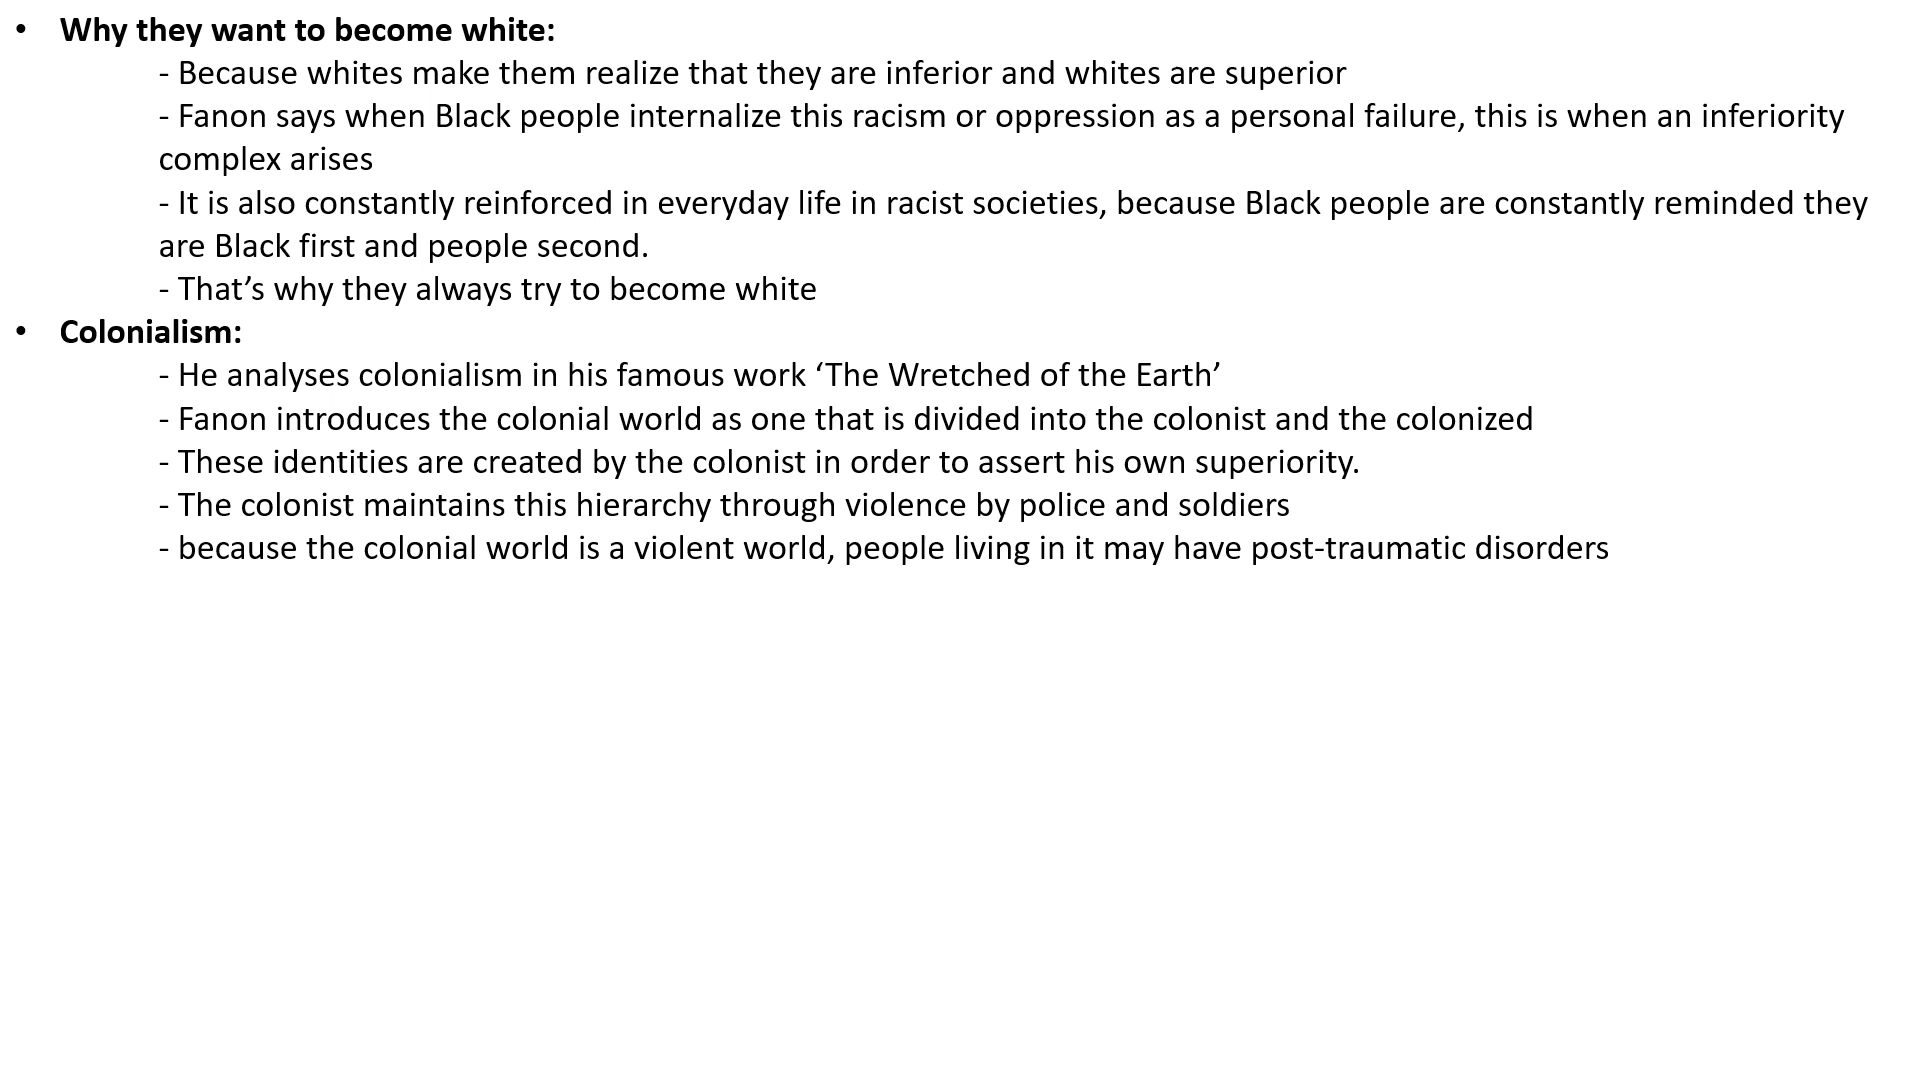 • Why they want to become white:
- Because whites make them realize that they are inferior and whites are superior
- Fanon says when Black people internalize this racism or oppression as a personal failure, this is when an inferiority
complex arises
- It is also constantly reinforced in everyday life in racist societies, because Black people are constantly reminded they
are Black first and people second.
- That’s why they always try to become white
• Colonialism:
- He analyses colonialism in his famous work ‘The Wretched of the Earth’
- Fanon introduces the colonial world as one that is divided into the colonist and the colonized
- These identities are created by the colonist in order to assert his own superiority.
- The colonist maintains this hierarchy through violence by police and soldiers
- because the colonial world is a violent world, people living in it may have post-traumatic disorders